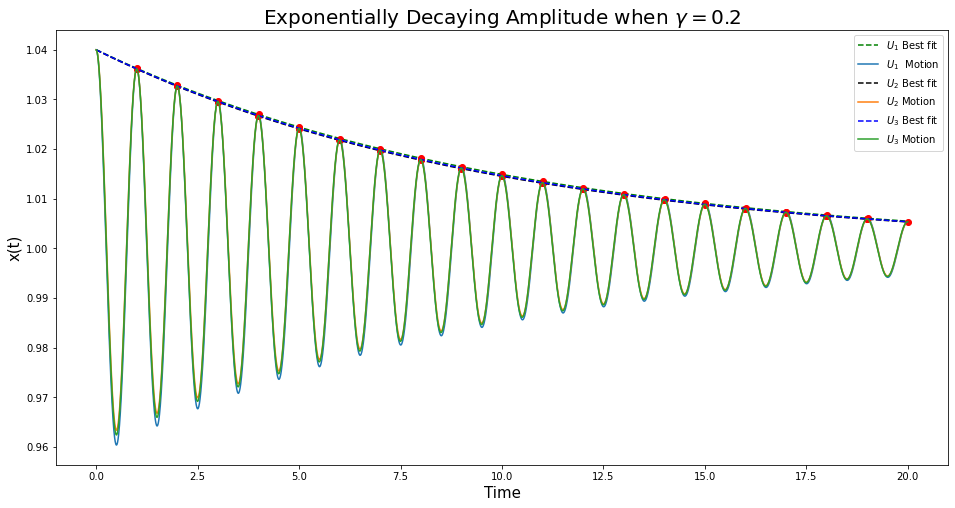 Exponentially Decaying Amplitude when γ = 0.2
x(t)
1.04
1.03
1.02
1.01
1.00
0.99
0.98
0.97
0.96
U₁ Best fit
U₁ Motion
U₂ Best fit
U₂ Motion
U₃ Best fit
U₃ Motion
0.0 2.5 5.0 7.5 10.0 12.5 15.0 17.5 20.0
Time